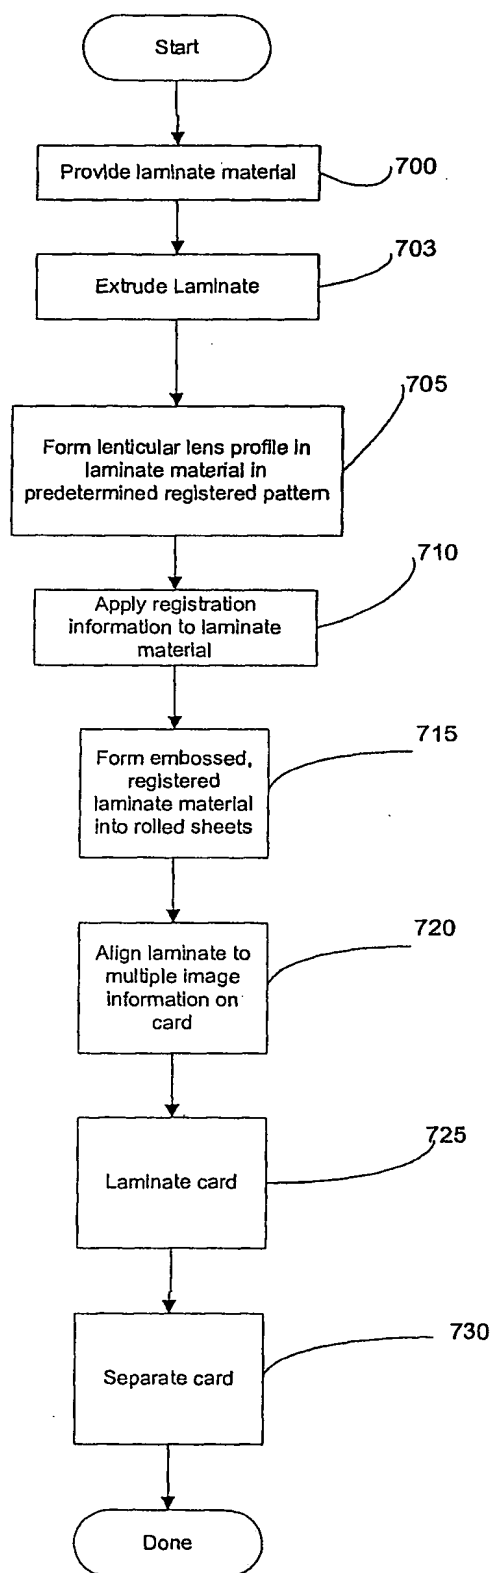 Start
Provide laminate material
700
703
Extrude Laminate
705
Form lenticular lens profile in
laminate material in
predetermined registered pattern
710
Apply registration
information to laminate
material
715
Form embossed,
registered
laminate material
into rolled sheets
720
Align laminate to
multiple image
information on
card
725
Laminate card
730
Separate card
Done